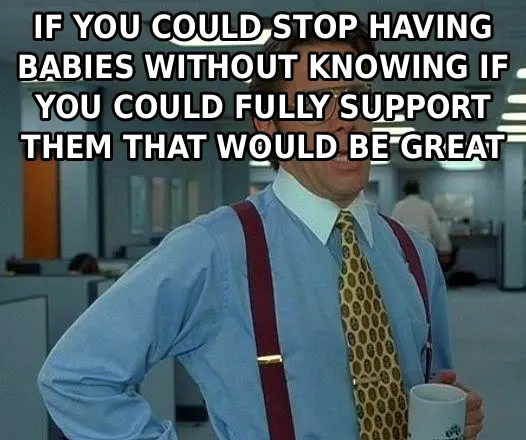 IF YOU COULD STOP HAVING
BABIES WITHOUT KNOWING IF
YOU COULD FULLY SUPPORT
THEM THAT WOULD BE GREAT